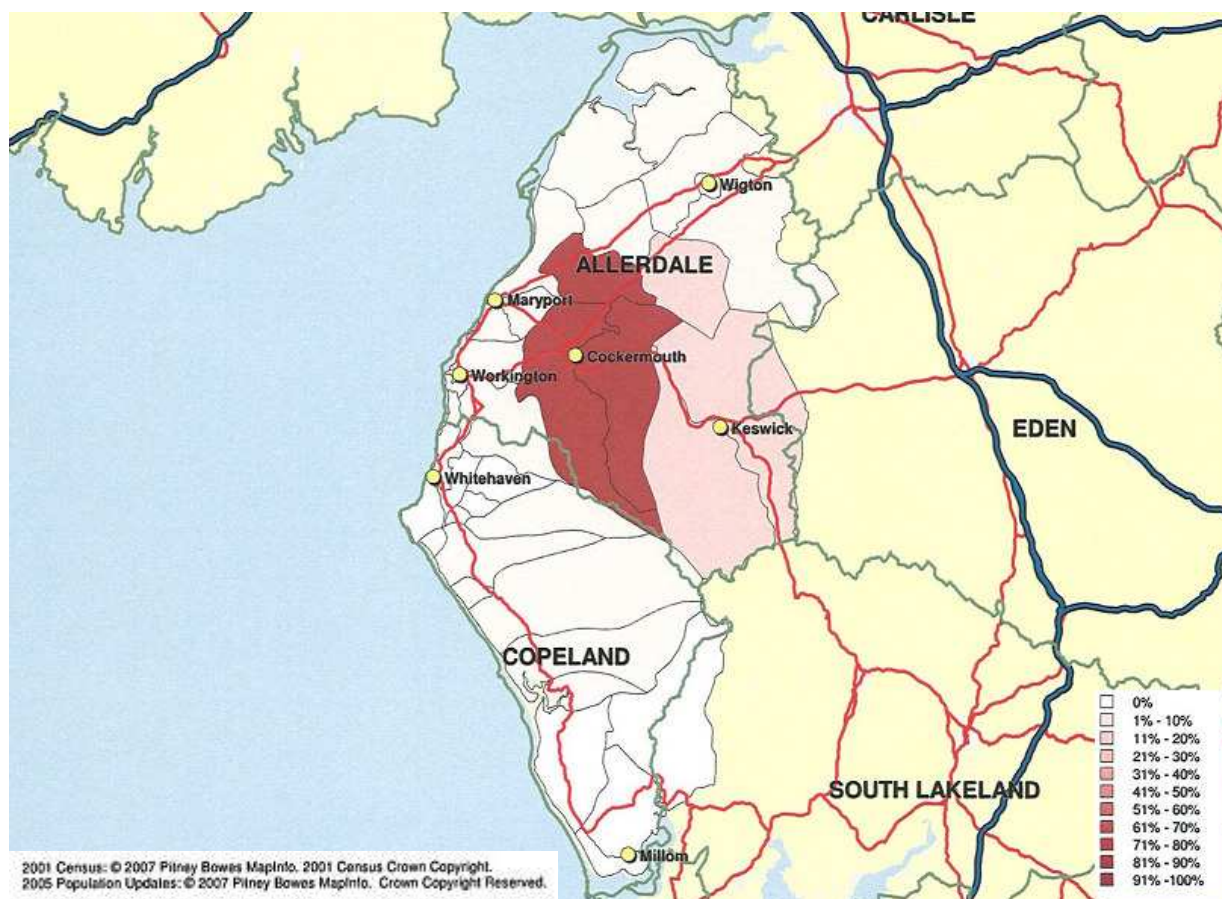 CARLISLE
Wigton
ALLERDALE
Maryport
Cockermouth
Workington
Keswick
EDEN
Whitehaven
COPELAND
SOUTH LAKELAND
Millom
0%
1% - 10%
11% - 20%
21% - 30%
31% - 40%
41% - 50%
51% - 60%
61% - 70%
71% - 80%
81% - 90%
91% -100%
2001 Census: © 2007 Pitney Bowes MapInfo. 2001 Census Crown Copyright.
2005 Population Updates: © 2007 Pitney Bowes MapInfo. Crown Copyright Reserved.